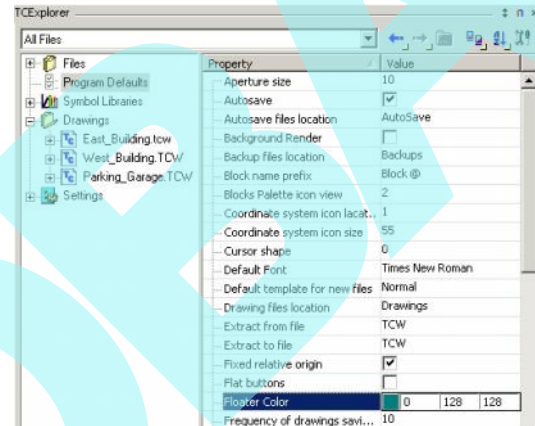 TCExplorer
All Files
Files
Program Defaults
Symbol Libraries
Drawings
East_Building.tcw
West_Building.TCW
Parking_Garage.TCW
Settings
Property Value
Aperture size 10
Autosave
Autosave files location AutoSave
Background Render
Backup files location Backups
Block name prefix Block @
Blocks Palette icon view 2
Coordinate system icon locat... 1
Coordinate system icon size 55
Cursor shape 0
Default Font Times New Roman
Default template for new files Normal
Drawing files location Drawings
Extract from file TCW
Extract to file TCW
Fixed relative origin
Flat buttons
Floater Color 0 128 128
Frequency of drawings savi... 10